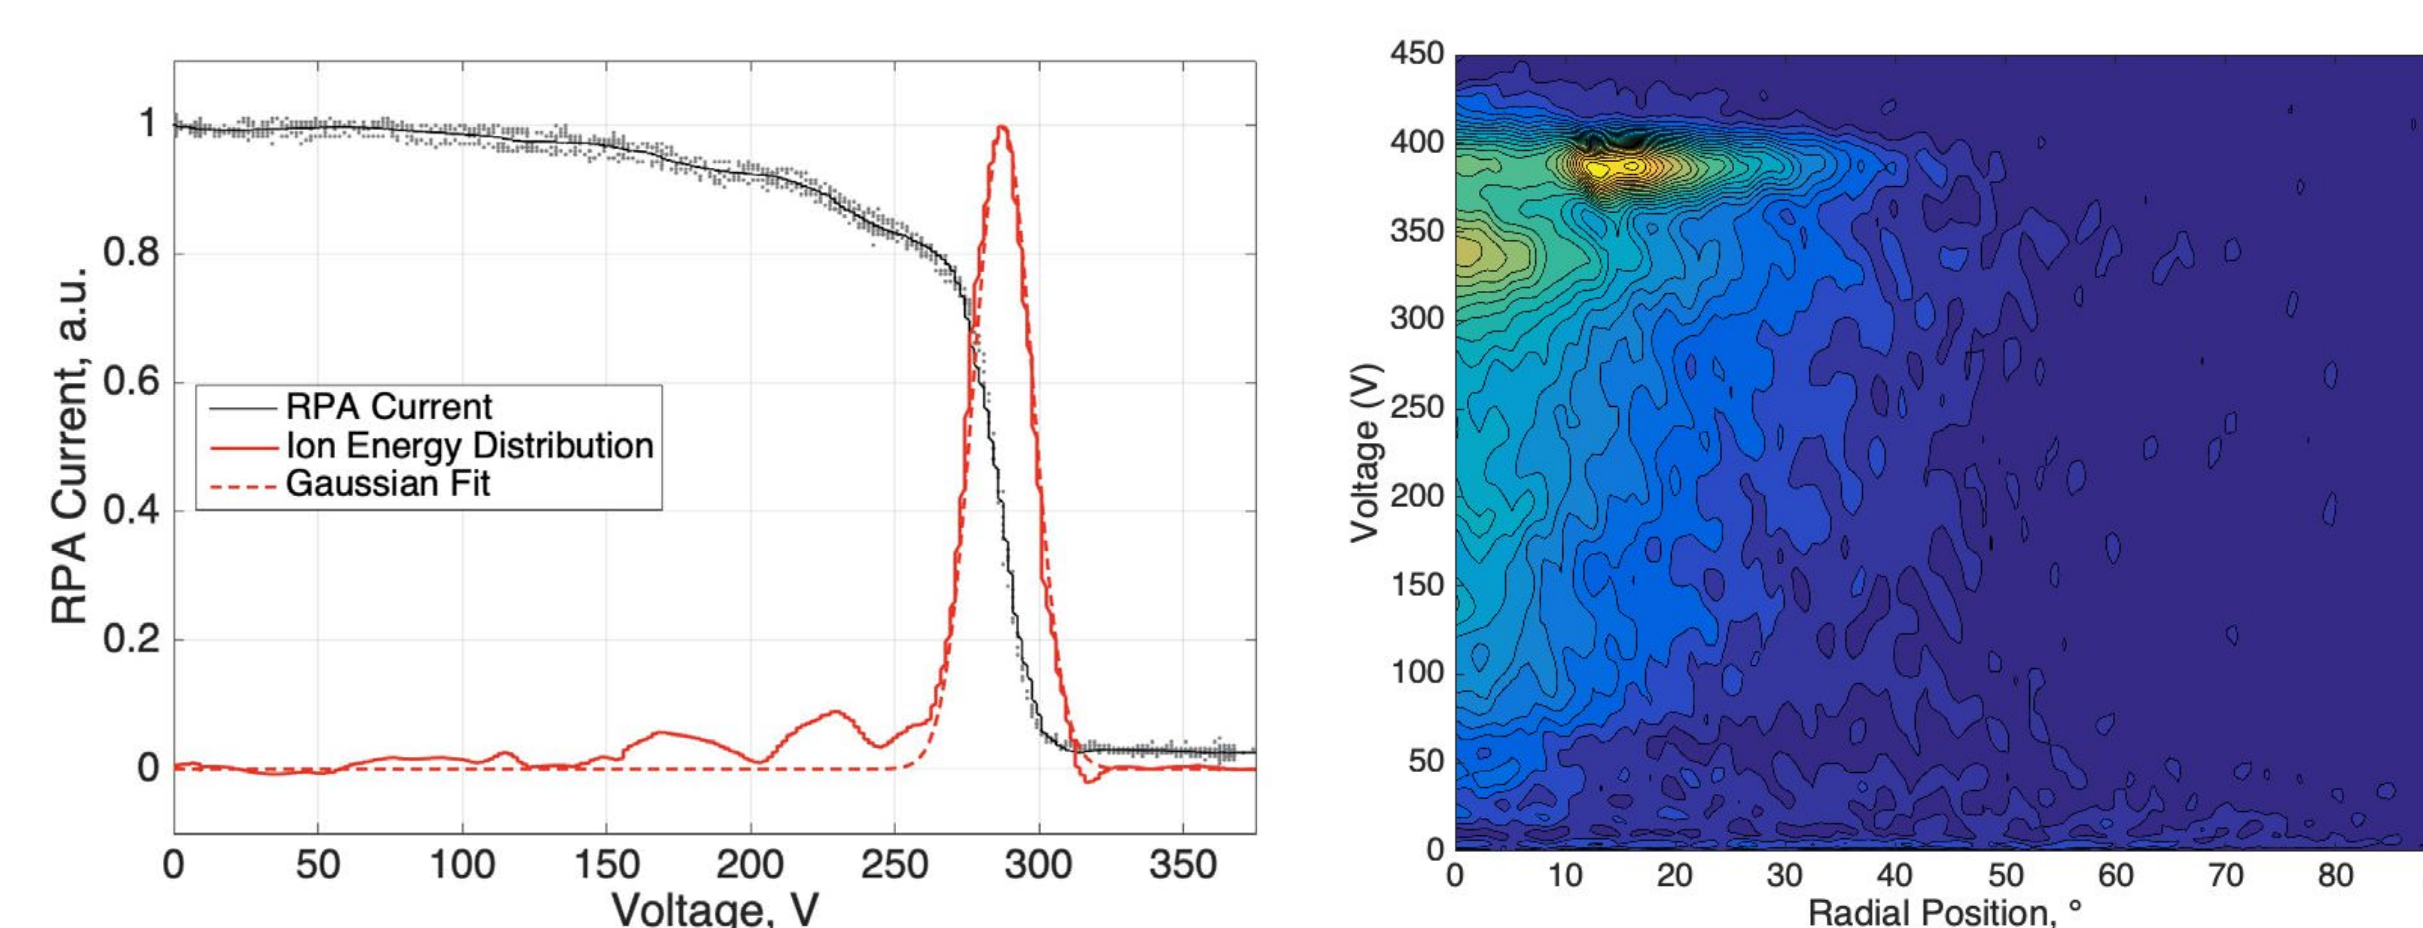 1
0.8
0.6
0.4
0.2
0
RPA Current, a.u.
RPA Current
Ion Energy Distribution
Gaussian Fit
0 50 100 150 200 250 300 350
Voltage, V
450
400
350
300
250
200
150
100
50
0
Voltage (V)
0 10 20 30 40 50 60 70 80
Radial Position, °